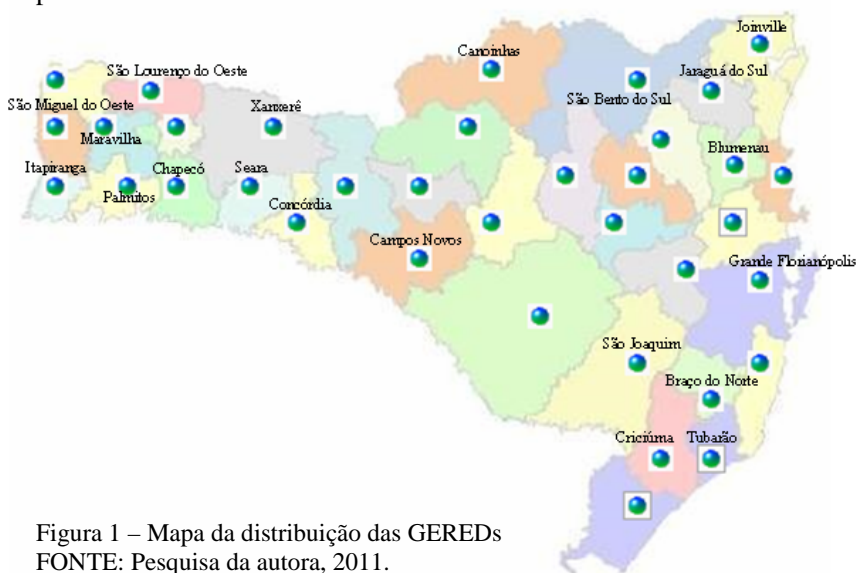 Joinville
Canoinhas
São Lourenço do Oeste
Jaraguá do Sul
São Miguel do Oeste
Xanxerê
São Bento do Sul
Maravilha
Blumenau
Itapiranga
Chapecó
Seara
Palmitos
Concórdia
Campos Novos
Grande Florianópolis
São Joaquim
Braço do Norte
Criciúma
Tubarão
Figura 1 – Mapa da distribuição das GEREDs
FONTE: Pesquisa da autora, 2011.